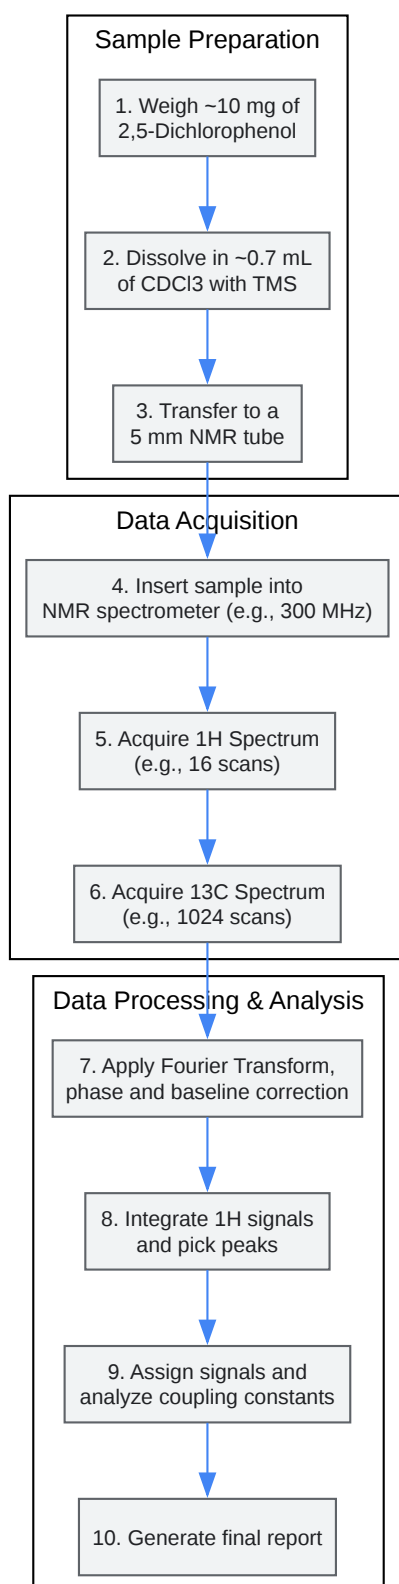 Sample Preparation
1. Weigh ~10 mg of
2,5-Dichlorophenol
2. Dissolve in ~0.7 mL
of CDCl3 with TMS
3. Transfer to a
5 mm NMR tube
Data Acquisition
4. Insert sample into
NMR spectrometer (e.g., 300 MHz)
5. Acquire 1H Spectrum
(e.g., 16 scans)
6. Acquire 13C Spectrum
(e.g., 1024 scans)
Data Processing & Analysis
7. Apply Fourier Transform,
phase and baseline correction
8. Integrate 1H signals
and pick peaks
9. Assign signals and
analyze coupling constants
10. Generate final report